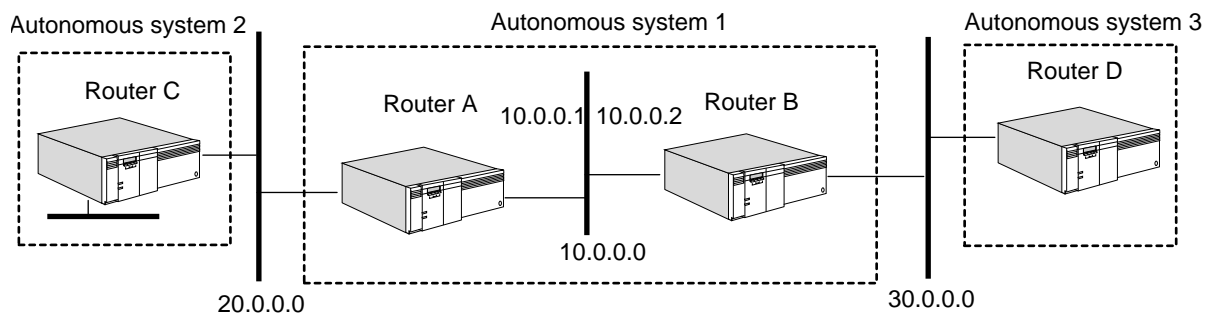 Autonomous system 2
Autonomous system 1
Autonomous system 3
Router C
Router A
10.0.0.1
10.0.0.2
Router B
Router D
10.0.0.0
20.0.0.0
30.0.0.0